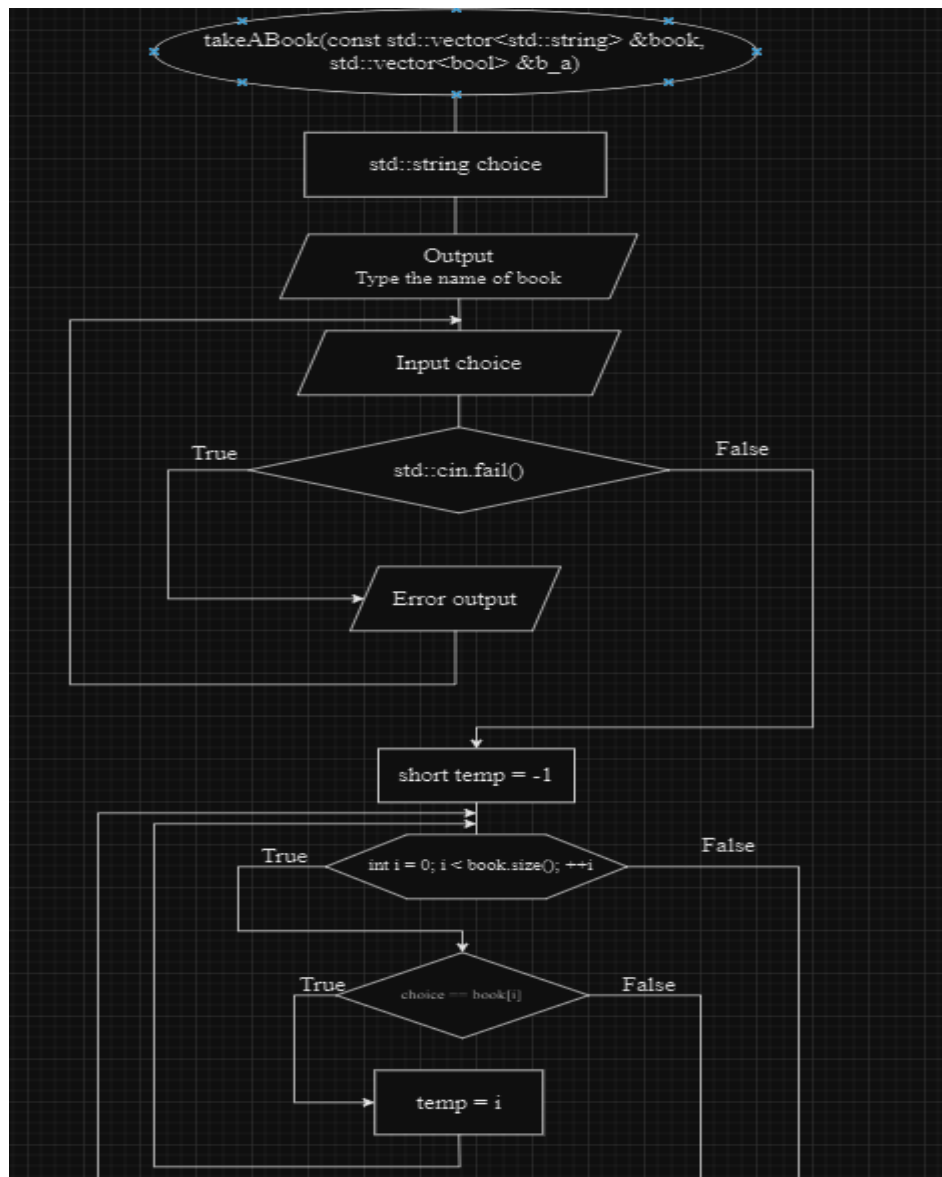 takeABook(const std::vector<std::string> &book,
std::vector<bool> &b_a)
std::string choice
Output
Type the name of book
Input choice
True
False
std::cin.fail()
Error output
short temp = -1
True
False
int i = 0; i < book.size(); ++i
True
False
choice == book[i]
temp = i